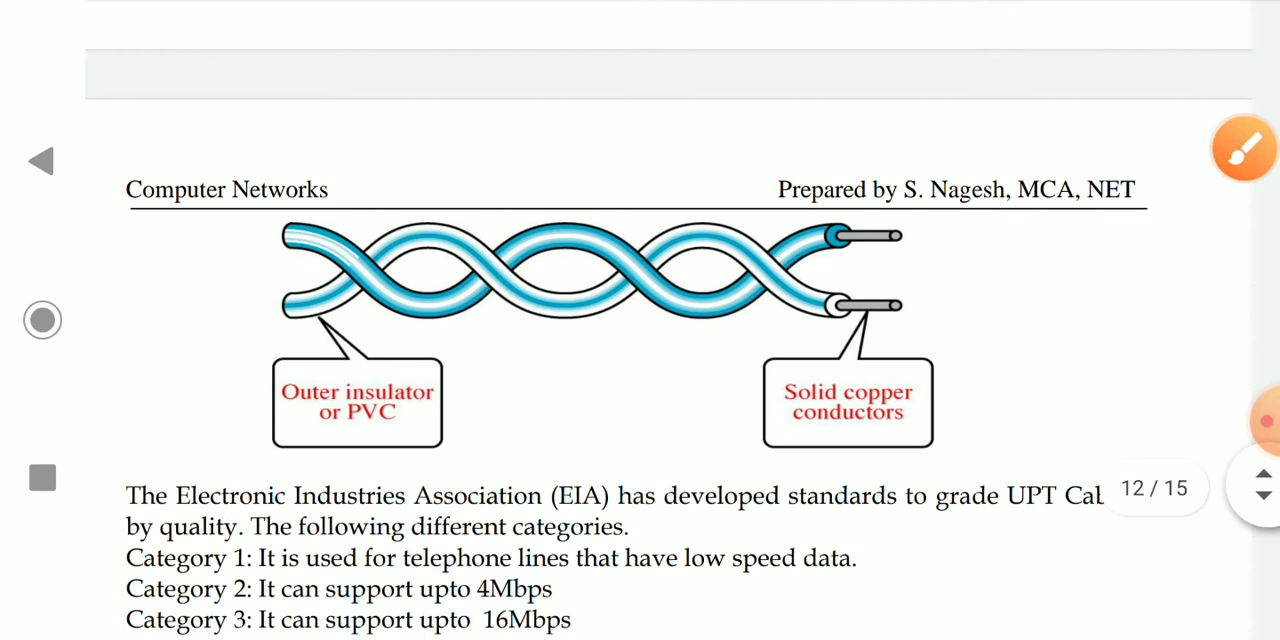 Computer Networks Prepared by S. Nagesh, MCA, NET
Outer insulator
or PVC
Solid copper
conductors
The Electronic Industries Association (EIA) has developed standards to grade UPT
by quality. The following different categories.
Category 1: It is used for telephone lines that have low speed data.
Category 2: It can support upto 4Mbps
Category 3: It can support upto 16Mbps
12 / 15